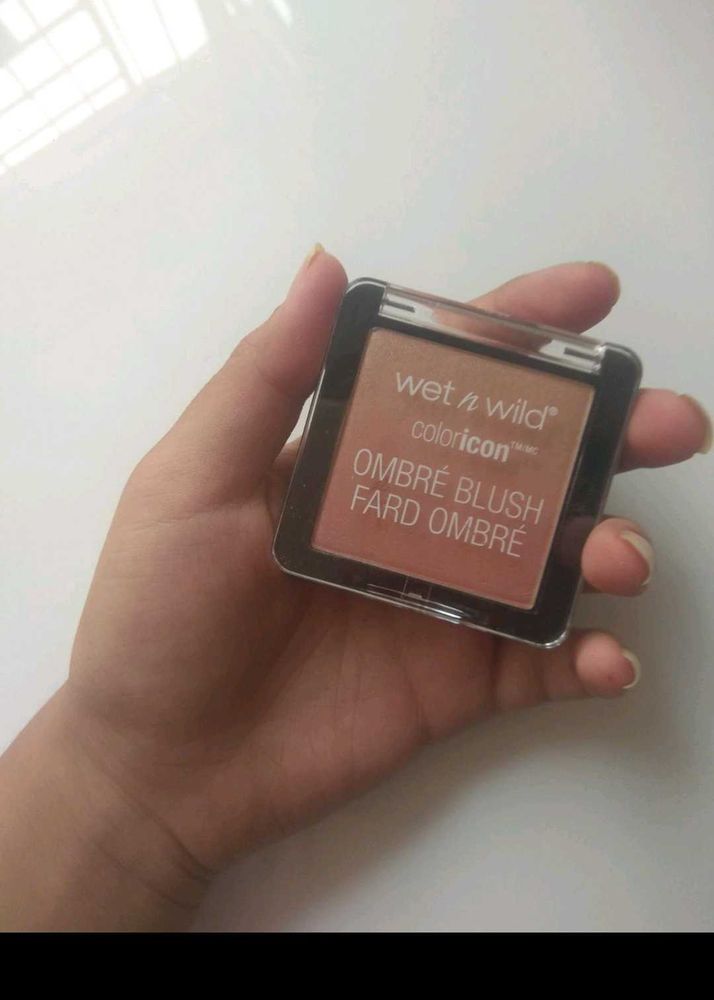 wet n wild®
coloricon™/MC
OMBRÉ BLUSH
FARD OMBRÉ